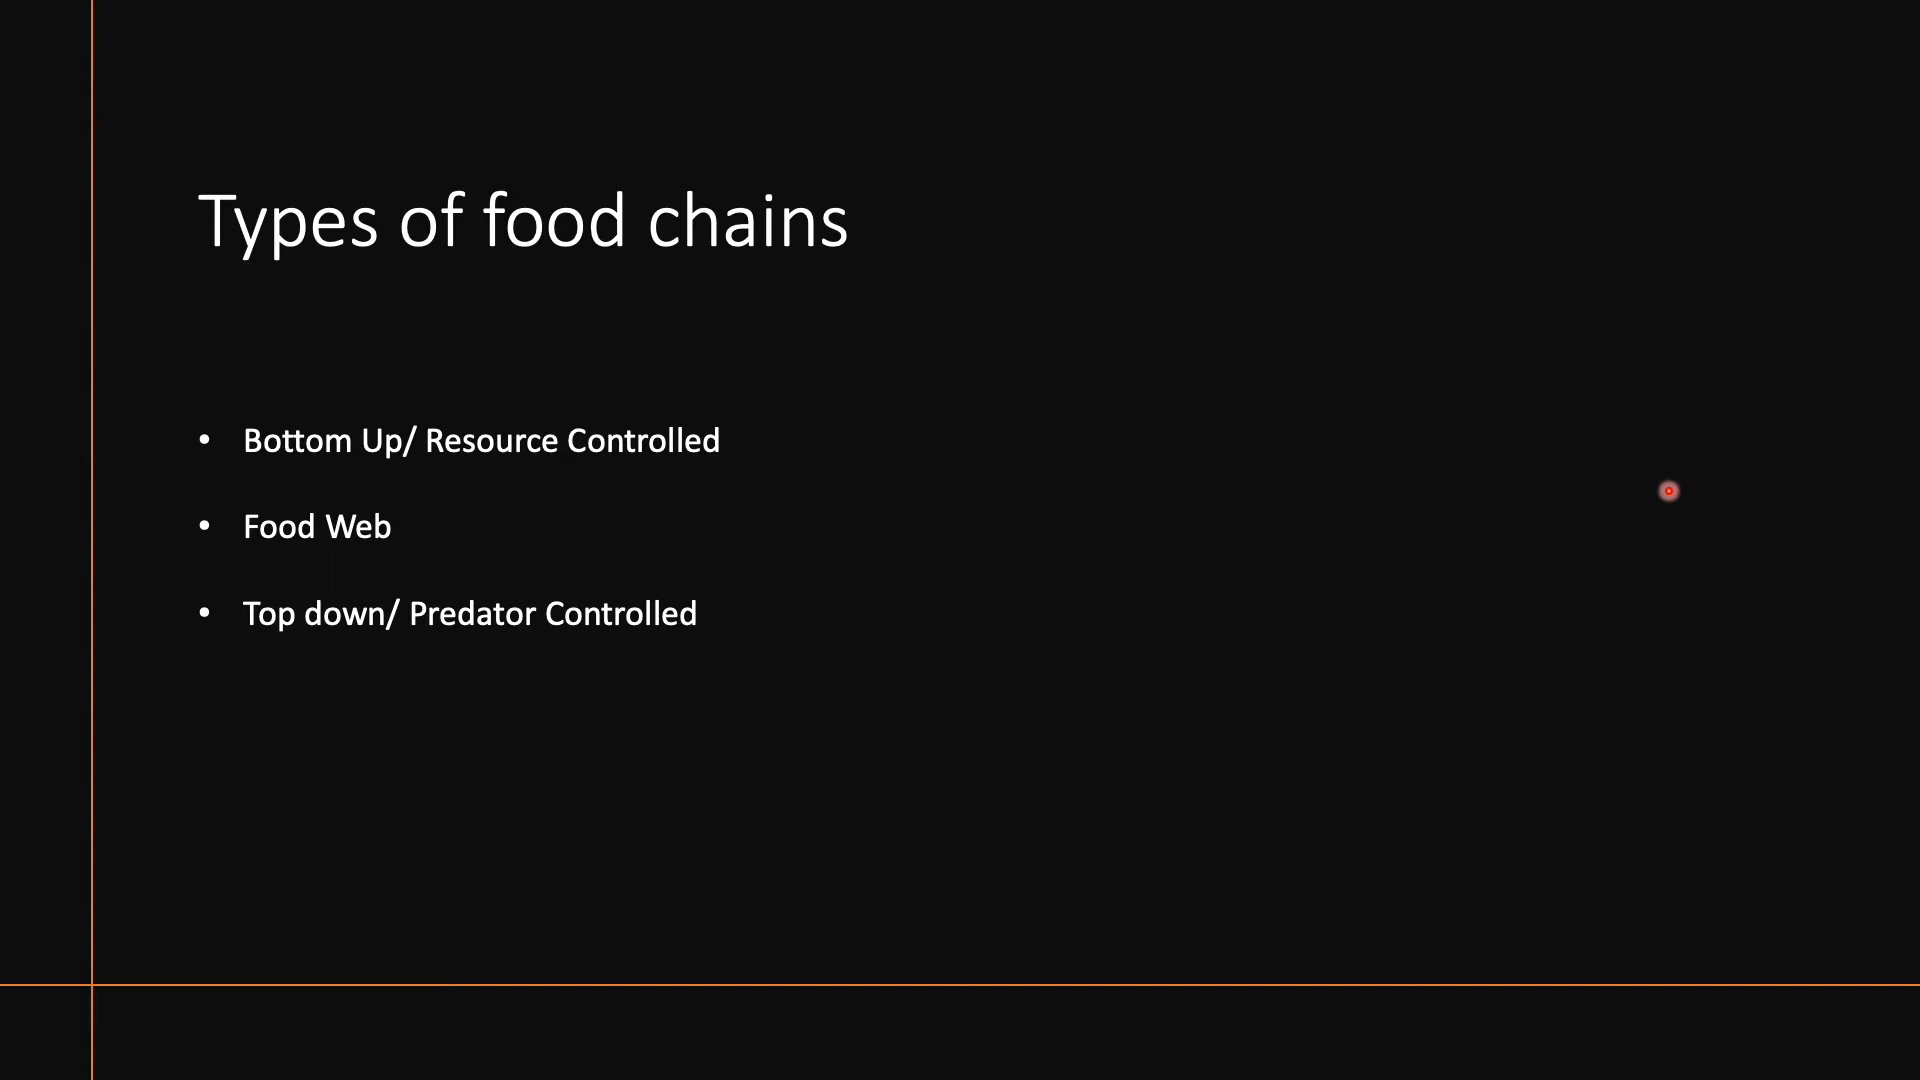 Types of food chains
• Bottom Up/ Resource Controlled
• Food Web
• Top down/ Predator Controlled